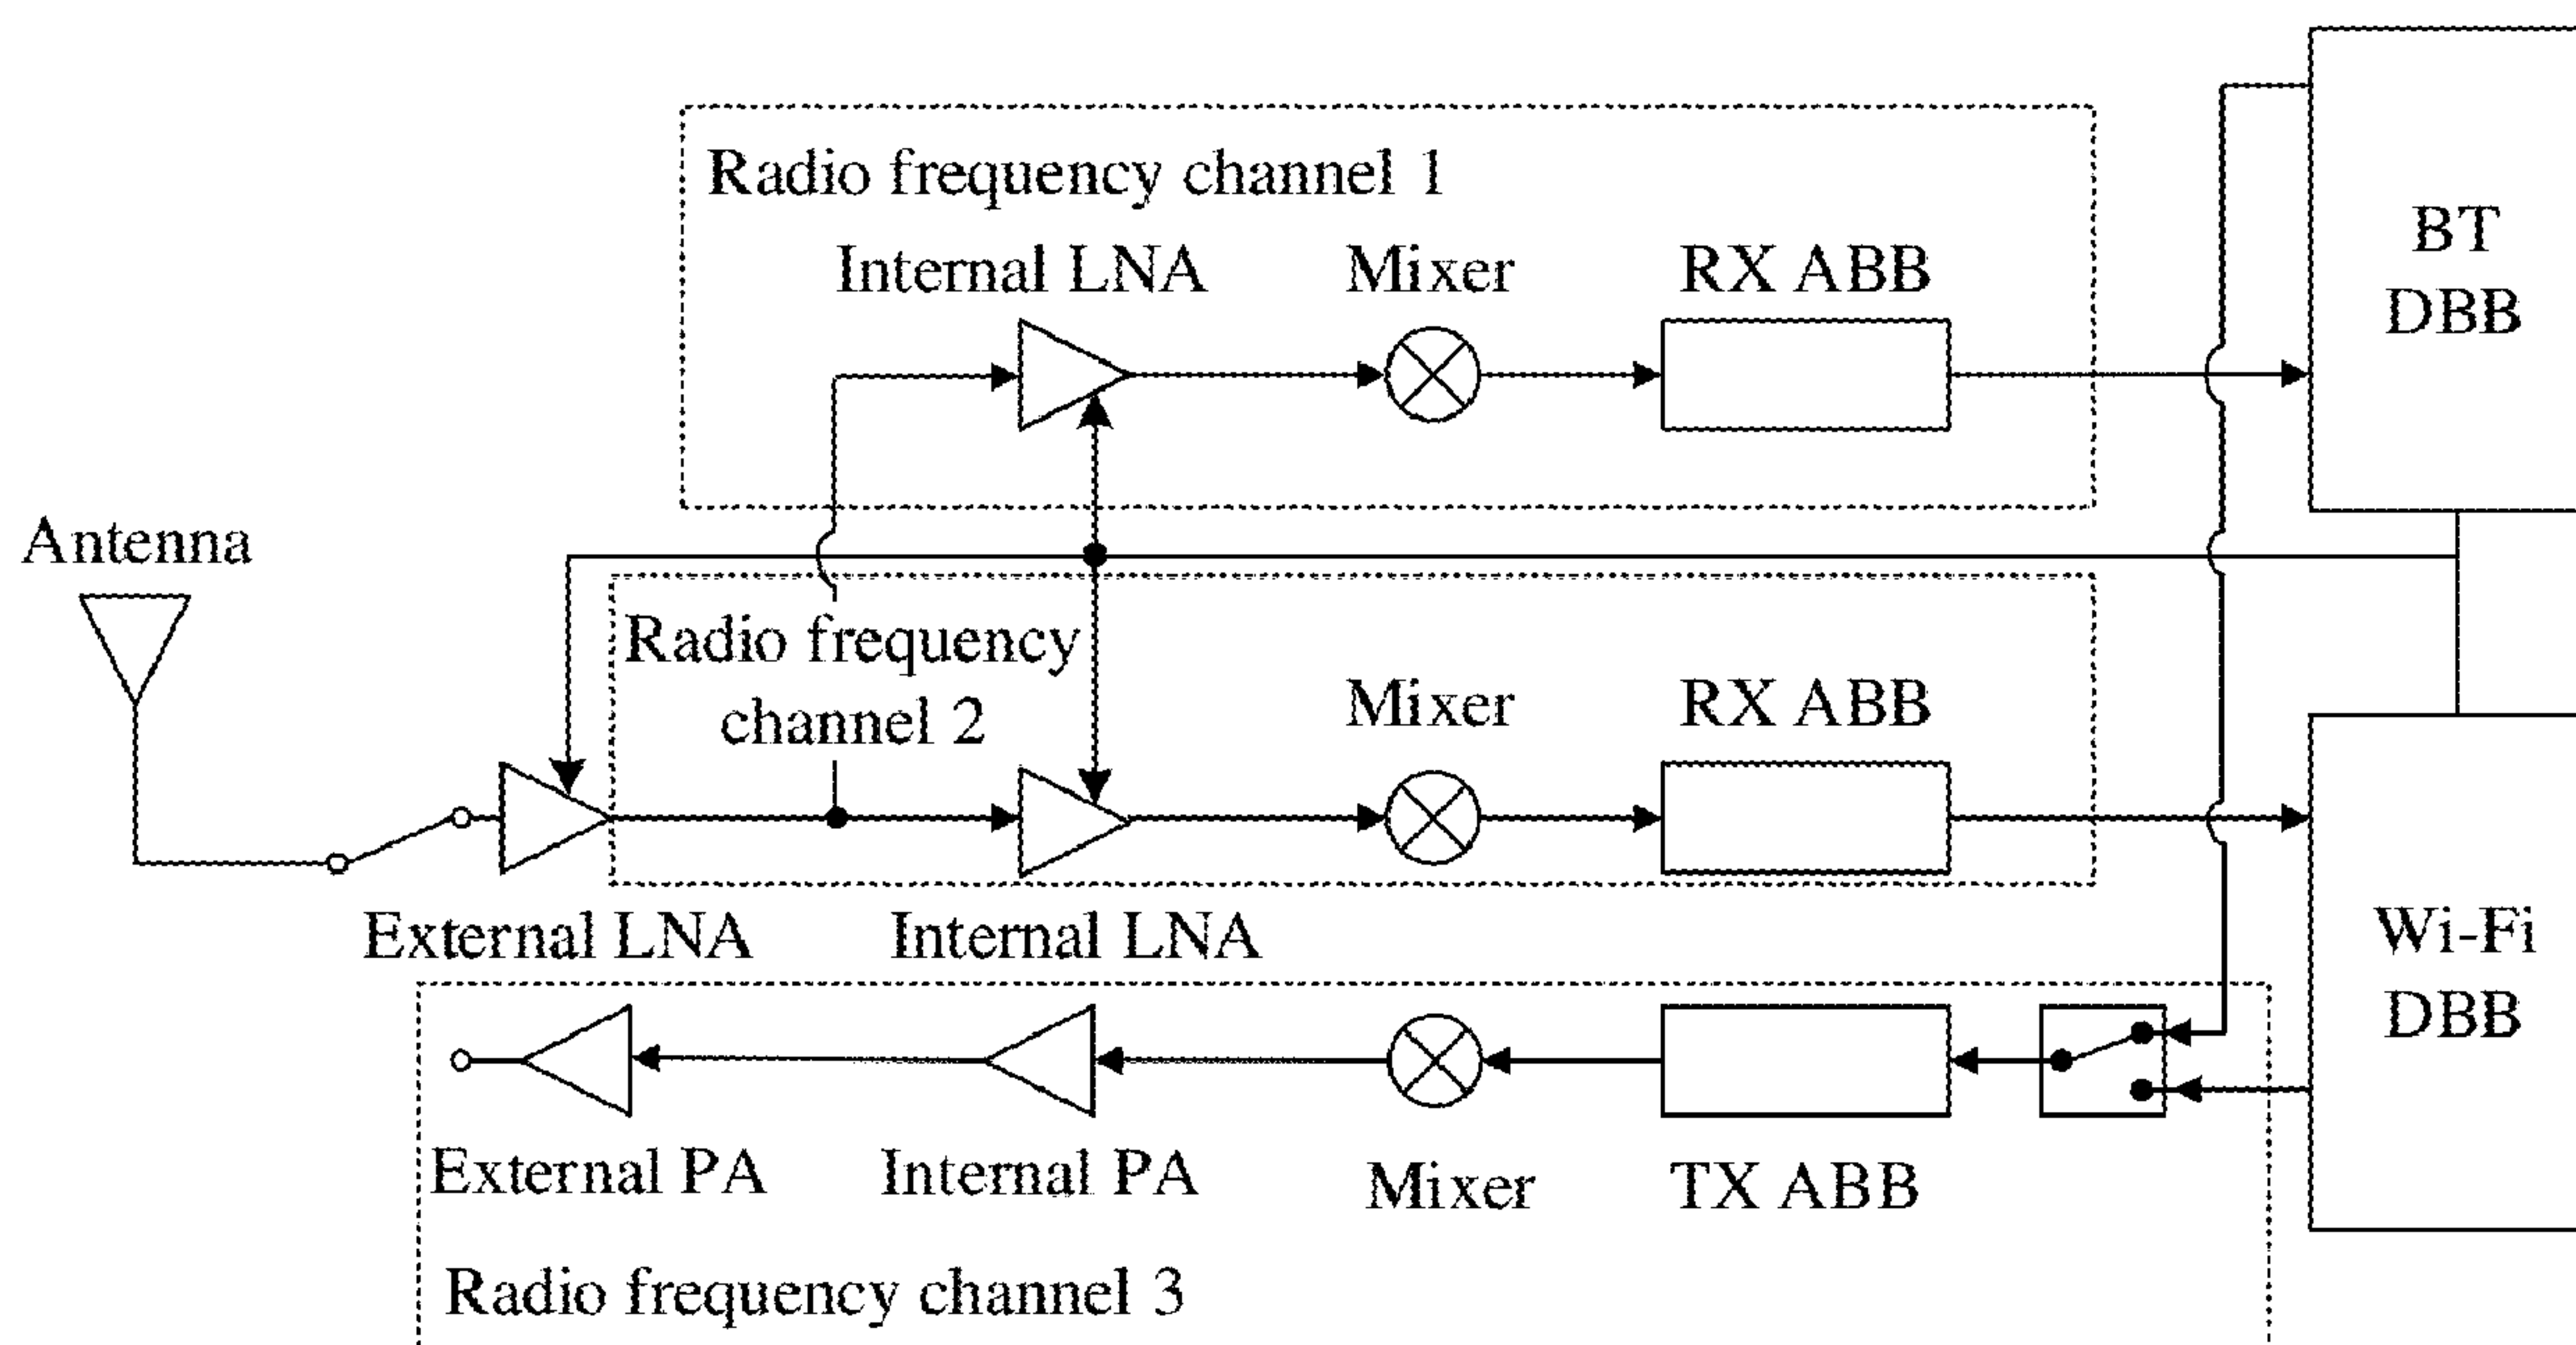 Radio frequency channel 1
Internal LNA
Mixer
RX ABB
BT
DBB
Antenna
Radio frequency
channel 2
Mixer
RX ABB
External LNA
Internal LNA
Wi-Fi
DBB
External PA
Internal PA
Mixer
TX ABB
Radio frequency channel 3